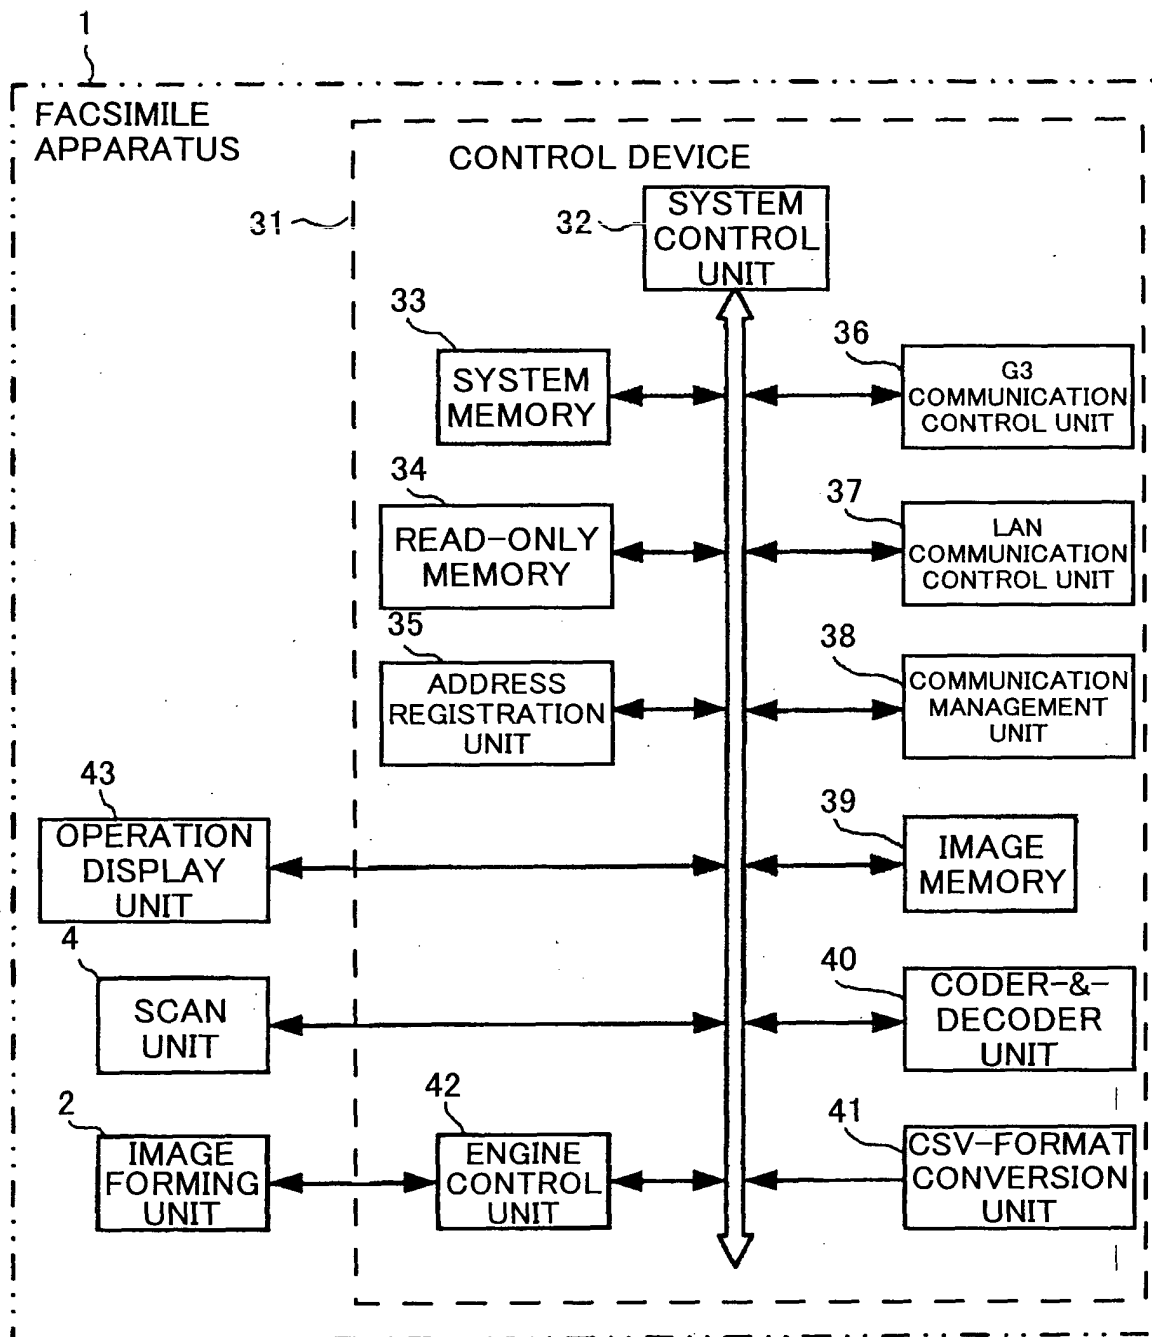 1
FACSIMILE
APPARATUS
CONTROL DEVICE
31
32
SYSTEM
CONTROL
UNIT
33
SYSTEM
MEMORY
36
G3
COMMUNICATION
CONTROL UNIT
34
READ-ONLY
MEMORY
37
LAN
COMMUNICATION
CONTROL UNIT
35
ADDRESS
REGISTRATION
UNIT
38
COMMUNICATION
MANAGEMENT
UNIT
43
OPERATION
DISPLAY
UNIT
39
IMAGE
MEMORY
4
SCAN
UNIT
40
CODER-&-
DECODER
UNIT
2
IMAGE
FORMING
UNIT
42
ENGINE
CONTROL
UNIT
41
CSV-FORMAT
CONVERSION
UNIT